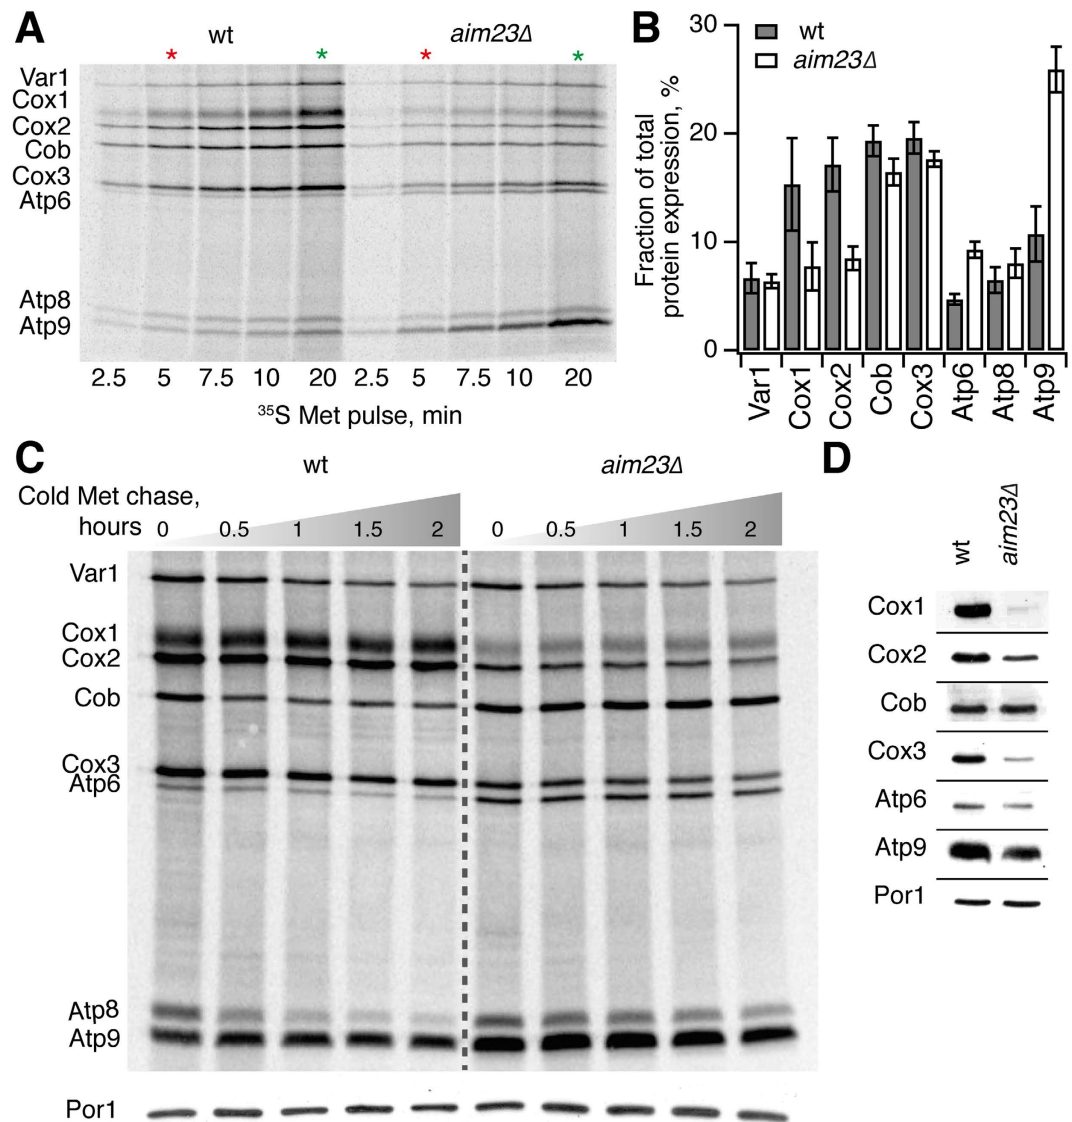 A
wt
aim23Δ
* * * *
Var1
Cox1
Cox2
Cob
Cox3
Atp6
Atp8
Atp9
2.5 5 7.5 10 20 2.5 5 7.5 10 20
35S Met pulse, min
B
wt
aim23Δ
Fraction of total
protein expression, %
30
20
10
0
Var1 Cox1 Cox2 Cob Cox3 Atp6 Atp8 Atp9
C
wt
aim23Δ
Cold Met chase,
hours 0 0.5 1 1.5 2 0 0.5 1 1.5 2
Var1
Cox1
Cox2
Cob
Cox3
Atp6
Atp8
Atp9
Por1
D
wt aim23Δ
Cox1
Cox2
Cob
Cox3
Atp6
Atp9
Por1